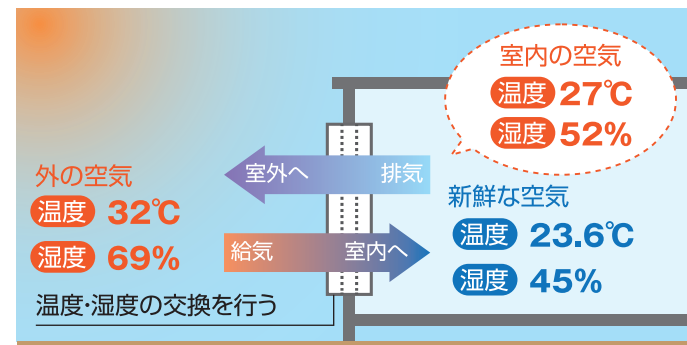 室内の空気
温度 27℃
湿度 52%
室外へ 排気
外の空気
温度 32℃
湿度 69%
新鮮な空気
温度 23.6℃
湿度 45%
給気 室内へ
温度・湿度の交換を行う